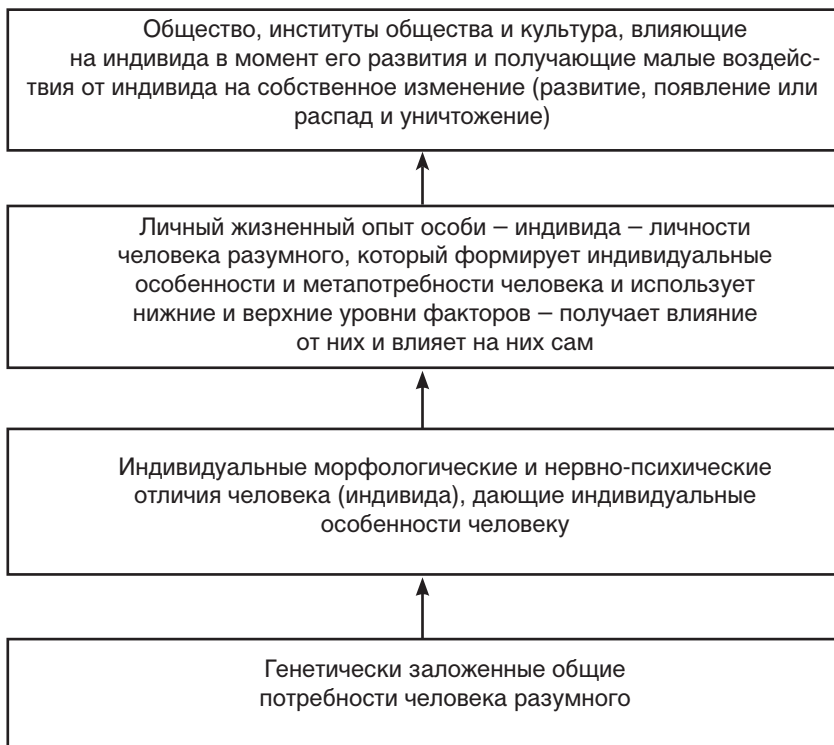 Общество, институты общества и культура, влияющие
на индивида в момент его развития и получающие малые воздейс-
твия от индивида на собственное изменение (развитие, появление или
распад и уничтожение)
Личный жизненный опыт особи – индивида – личности
человека разумного, который формирует индивидуальные
особенности и метапотребности человека и использует
нижние и верхние уровни факторов – получает влияние
от них и влияет на них сам
Индивидуальные морфологические и нервно-психические
отличия человека (индивида), дающие индивидуальные
особенности человеку
Генетически заложенные общие
потребности человека разумного